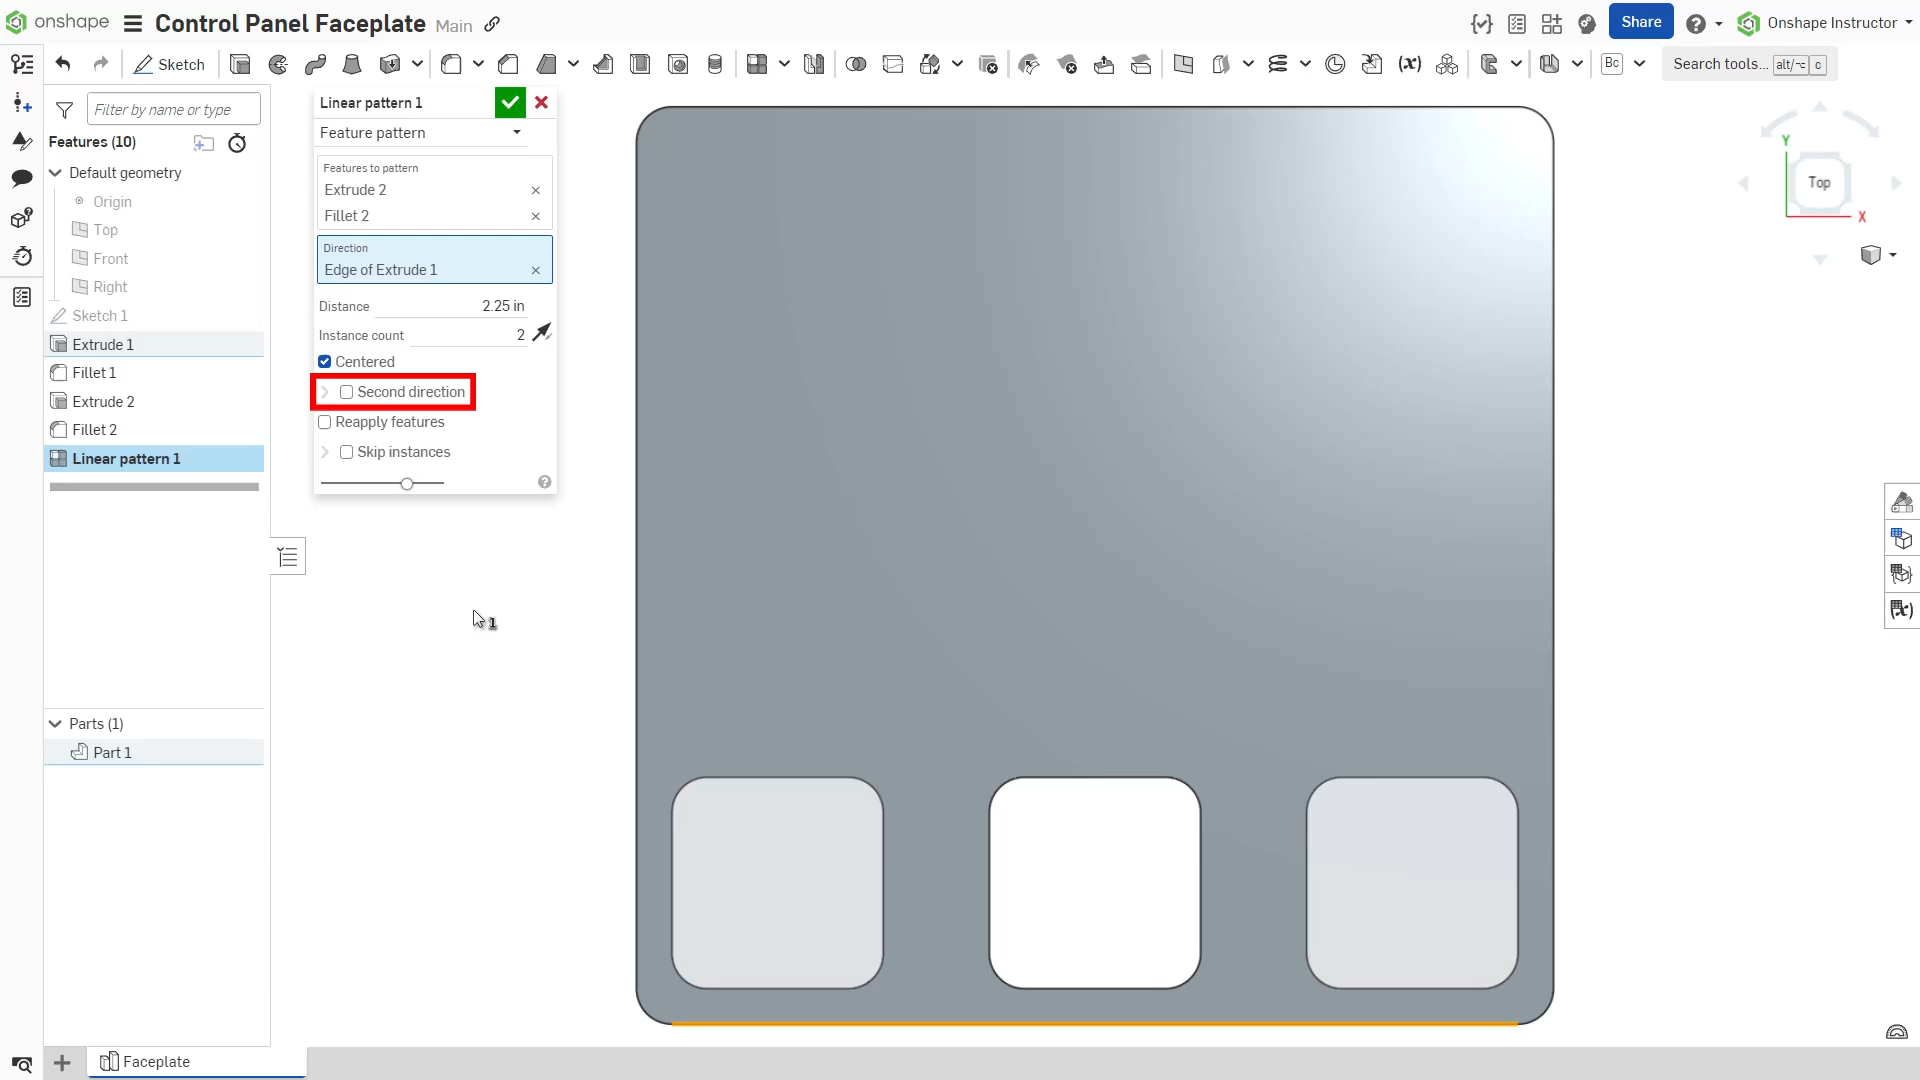 onshape
Control Panel Faceplate Main
Share
Onshape Instructor
Sketch
Bc
Search tools... alt/⌥ c
Filter by name or type
Features (10)
Default geometry
Origin
Top
Front
Right
Sketch 1
Extrude 1
Fillet 1
Extrude 2
Fillet 2
Linear pattern 1
Parts (1)
Part 1
Linear pattern 1
Feature pattern
Features to pattern
Extrude 2
Fillet 2
Direction
Edge of Extrude 1
Distance 2.25 in
Instance count 2
Centered
Second direction
Reapply features
Skip instances
1
Y
Top
X
(x)
(x)
Faceplate